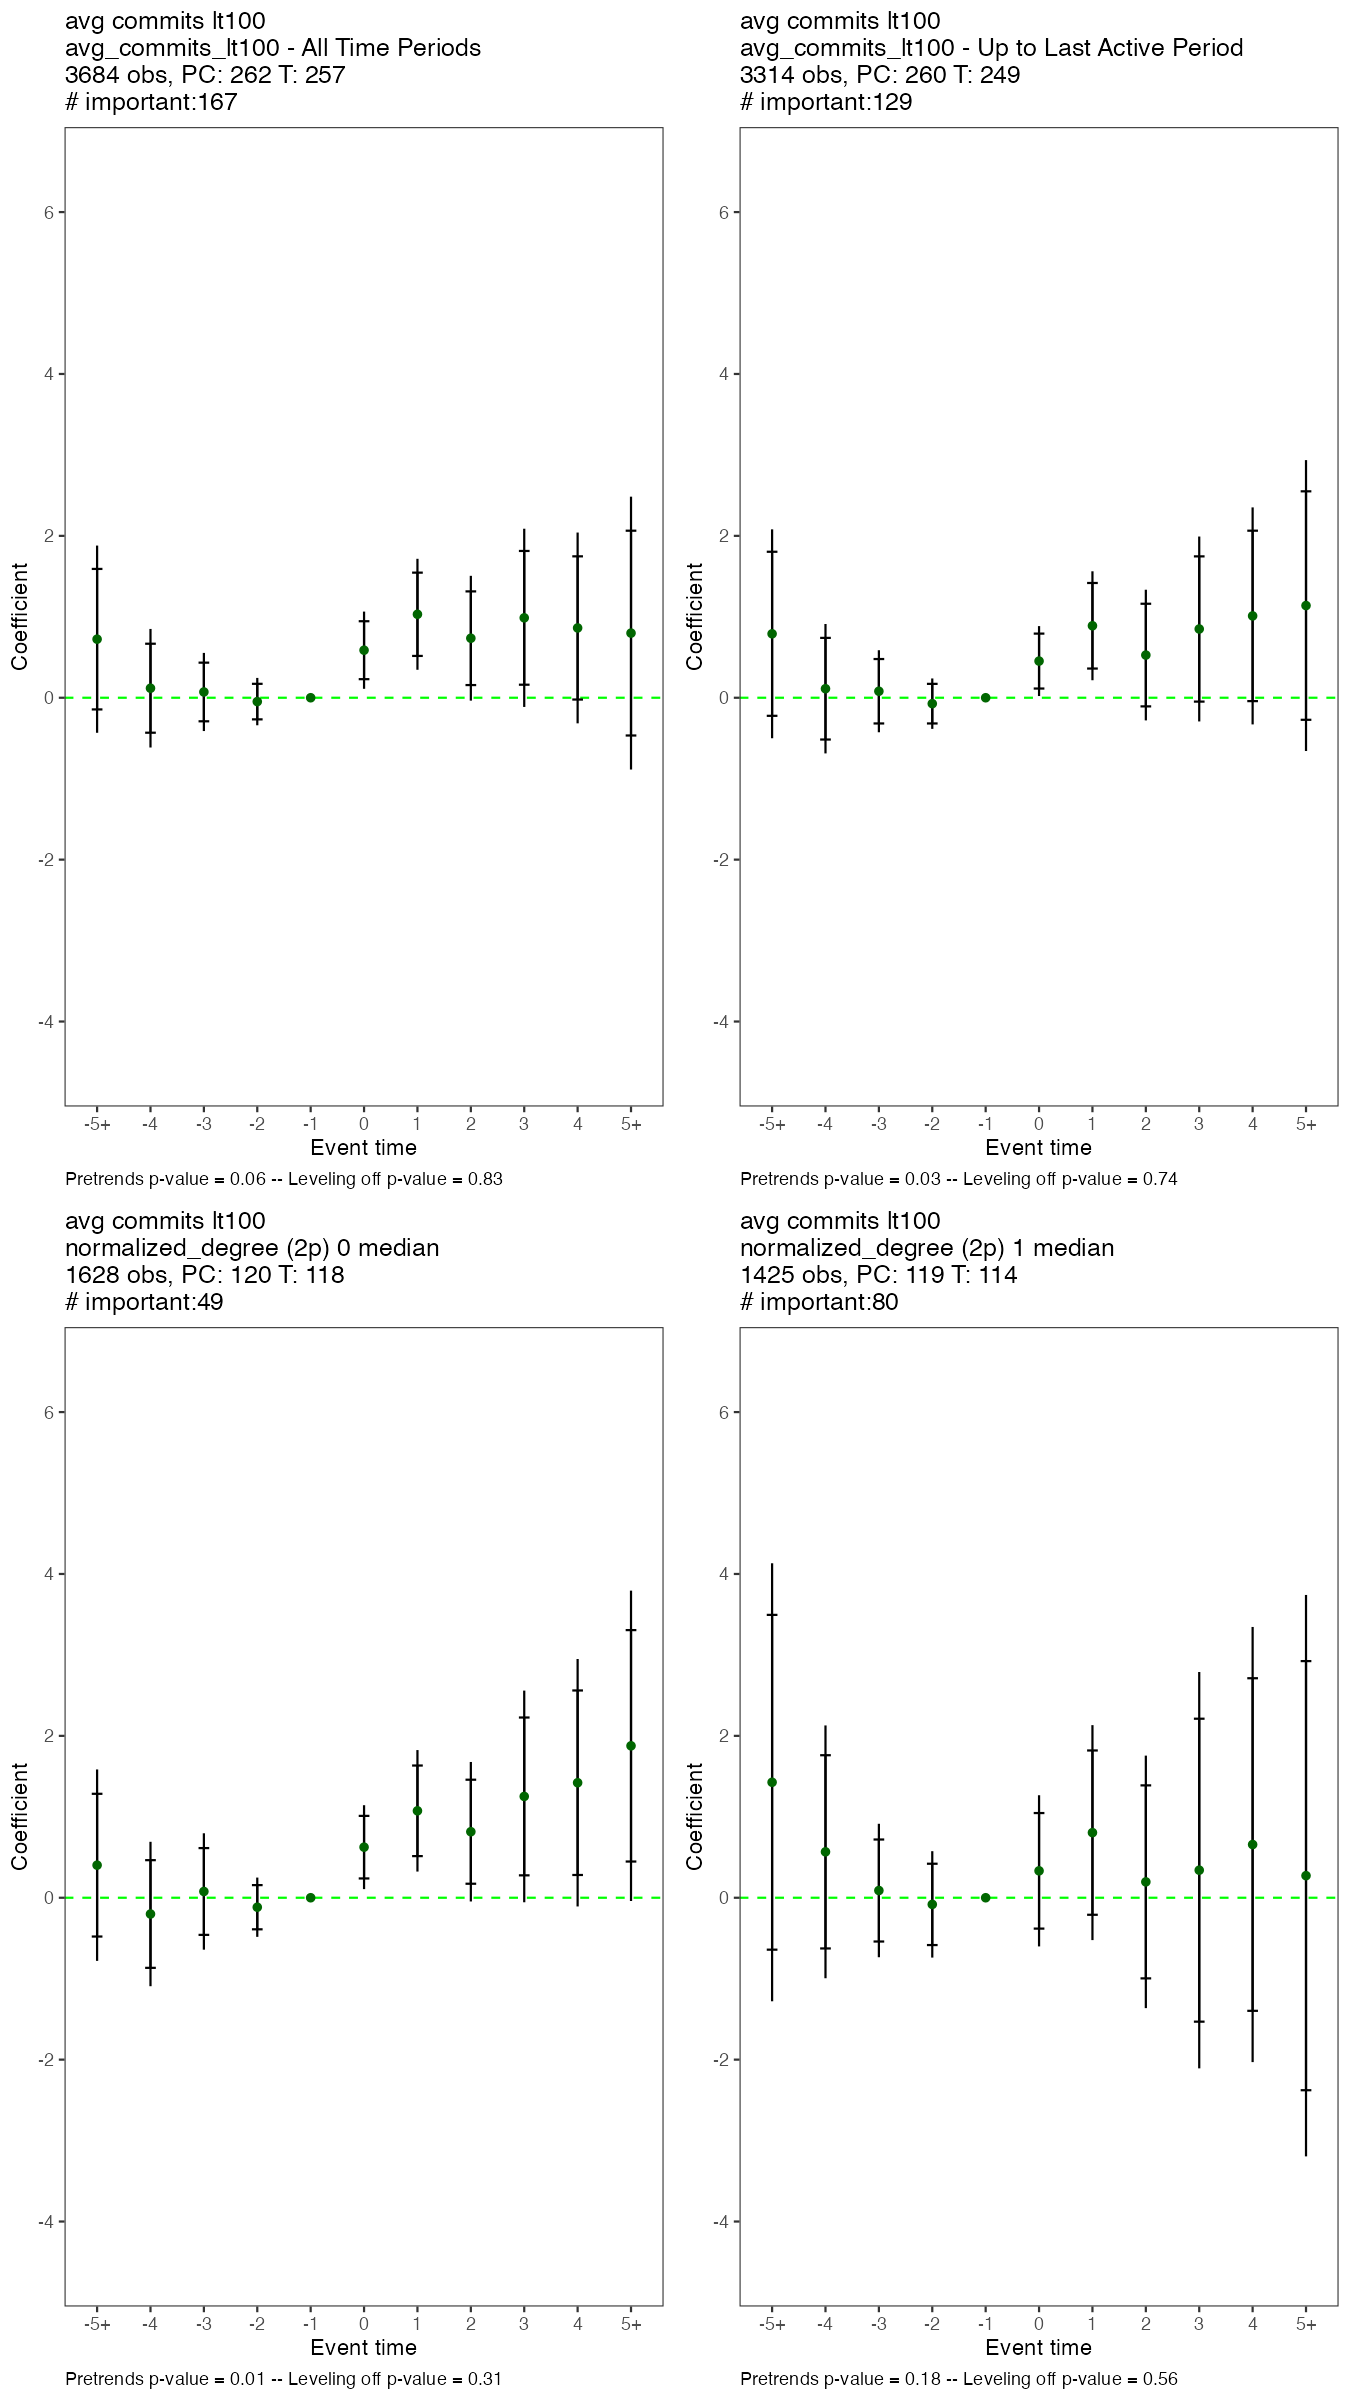 avg commits lt100
avg_commits_lt100 - All Time Periods
3684 obs, PC: 262 T: 257
# important:167
6
4
2
0
-2
-4
Coefficient
-5+ -4 -3 -2 -1 0 1 2 3 4 5+
Event time
Pretrends p-value = 0.06 -- Leveling off p-value = 0.83
avg commits lt100
avg_commits_lt100 - Up to Last Active Period
3314 obs, PC: 260 T: 249
# important:129
6
4
2
0
-2
-4
Coefficient
-5+ -4 -3 -2 -1 0 1 2 3 4 5+
Event time
Pretrends p-value = 0.03 -- Leveling off p-value = 0.74
avg commits lt100
normalized_degree (2p) 0 median
1628 obs, PC: 120 T: 118
# important:49
6
4
2
0
-2
-4
Coefficient
-5+ -4 -3 -2 -1 0 1 2 3 4 5+
Event time
Pretrends p-value = 0.01 -- Leveling off p-value = 0.31
avg commits lt100
normalized_degree (2p) 1 median
1425 obs, PC: 119 T: 114
# important:80
6
4
2
0
-2
-4
Coefficient
-5+ -4 -3 -2 -1 0 1 2 3 4 5+
Event time
Pretrends p-value = 0.18 -- Leveling off p-value = 0.56